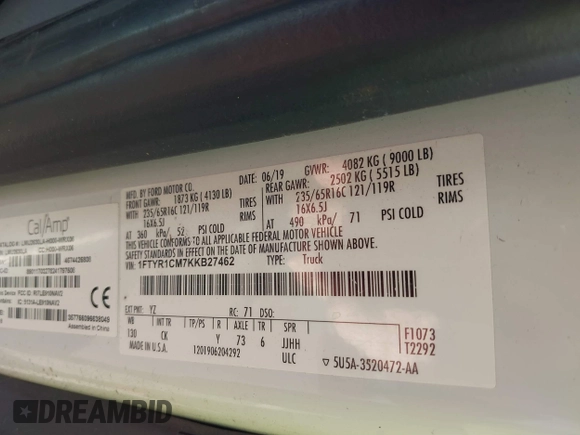 CalAmp
4674426930
Assembled in China
MFD. BY FORD MOTOR CO.
06/19
GVWR: 4082 KG ( 9000 LB)
FRONT GAWR: 1873 KG ( 4130 LB)
REAR GAWR: 2502 KG ( 5515 LB)
WITH 235/65R16C 121/119R TIRES
235/65R16C 121/119R TIRES
16X6.5J RIMS
16X6.5J RIMS
AT 360 kPa/ 52 PSI COLD
AT 490 kPa/ 71 PSI COLD
THIS VEHICLE CONFORMS TO ALL APPLICABLE FEDERAL MOTOR VEHICLE
SAFETY STANDARDS IN EFFECT ON THE DATE OF MANUFACTURE SHOWN ABOVE.
VIN: 1FTYR1CM7KKB27462
TYPE: Truck
EXT PNT: YZ RC: 71 DSO:
WB INT TR TP/PS R AXLE TR SPR
130 CK Y 73 6 JJHH
MADE IN U.S.A. 1201906204292 ULC
F1073
T2292
▽ 5U5A-3520472-AA
DREAMBID